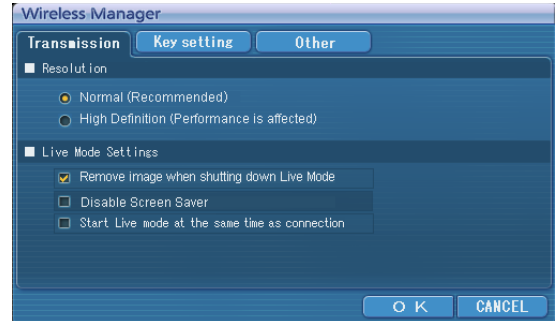 Wireless Manager
Transmission Key setting Other
Resolution
Normal (Recommended)
High Definition (Performance is affected)
Live Mode Settings
Remove image when shutting down Live Mode
Disable Screen Saver
Start Live mode at the same time as connection
O K CANCEL